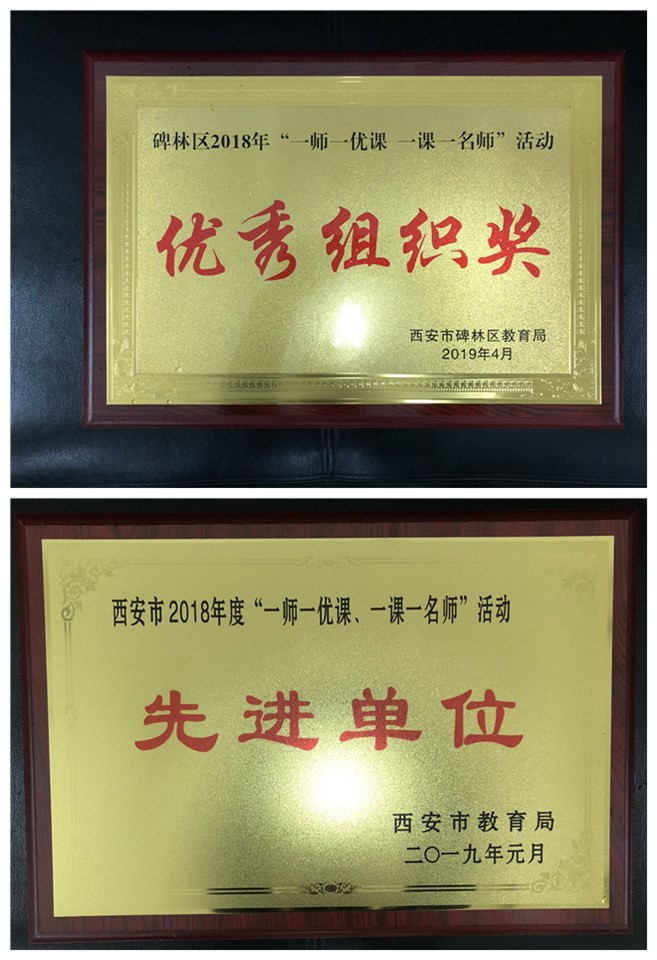 碑林区2018年“一师一优课 一课一名师”活动
优秀组织奖
西安市碑林区教育局
2019年4月
西安市2018年度“一师一优课、一课一名师”活动
先进单位
西安市教育局
二〇一九年元月